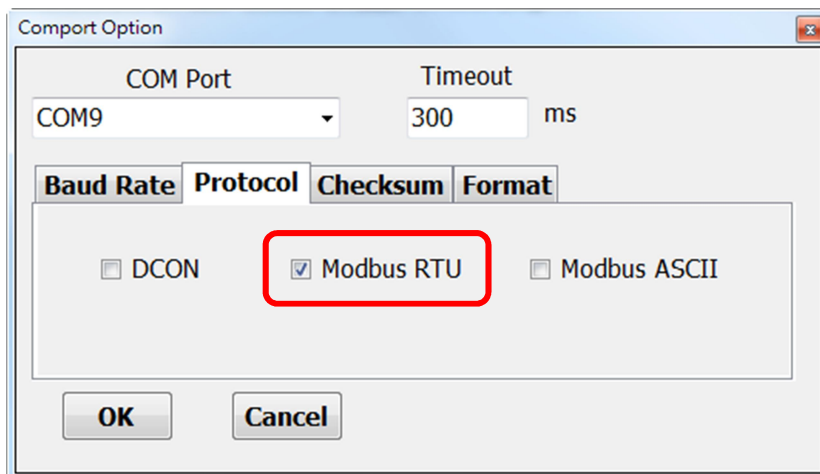 Comport Option
COM Port Timeout
COM9 300 ms
Baud Rate Protocol Checksum Format
DCON Modbus RTU Modbus ASCII
OK Cancel